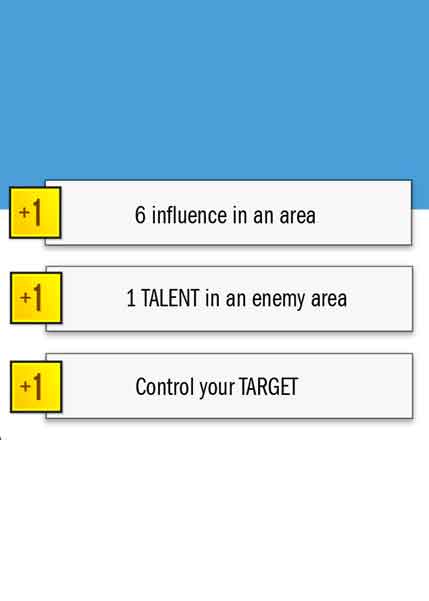 +1 6 influence in an area
+1 1 TALENT in an enemy area
+1 Control your TARGET